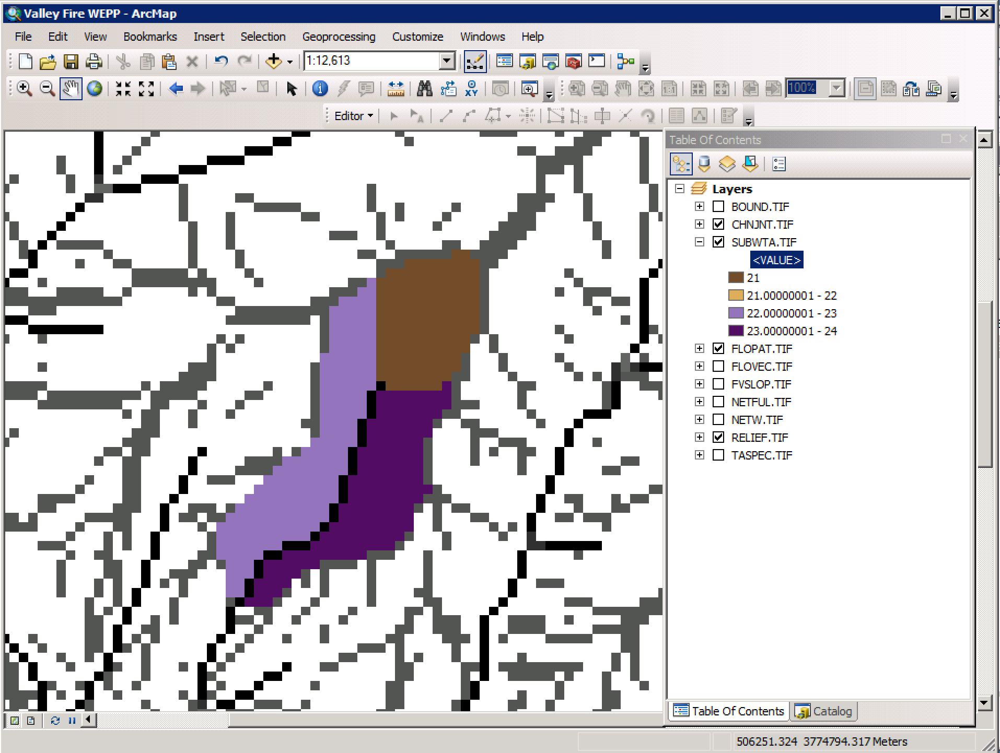 Valley Fire WEPP - ArcMap
File Edit View Bookmarks Insert Selection Geoprocessing Customize Windows Help
1:12,613
XY 1:1 100%
Editor
Table Of Contents
Layers
BOUND.TIF
CHNJNT.TIF
SUBWTA.TIF
<VALUE>
21
21.00000001 - 22
22.00000001 - 23
23.00000001 - 24
FLOPAT.TIF
FLOVEC.TIF
FVSLOP.TIF
NETFUL.TIF
NETW.TIF
RELIEF.TIF
TASPEC.TIF
Table Of Contents Catalog
506251.324 3774794.317 Meters